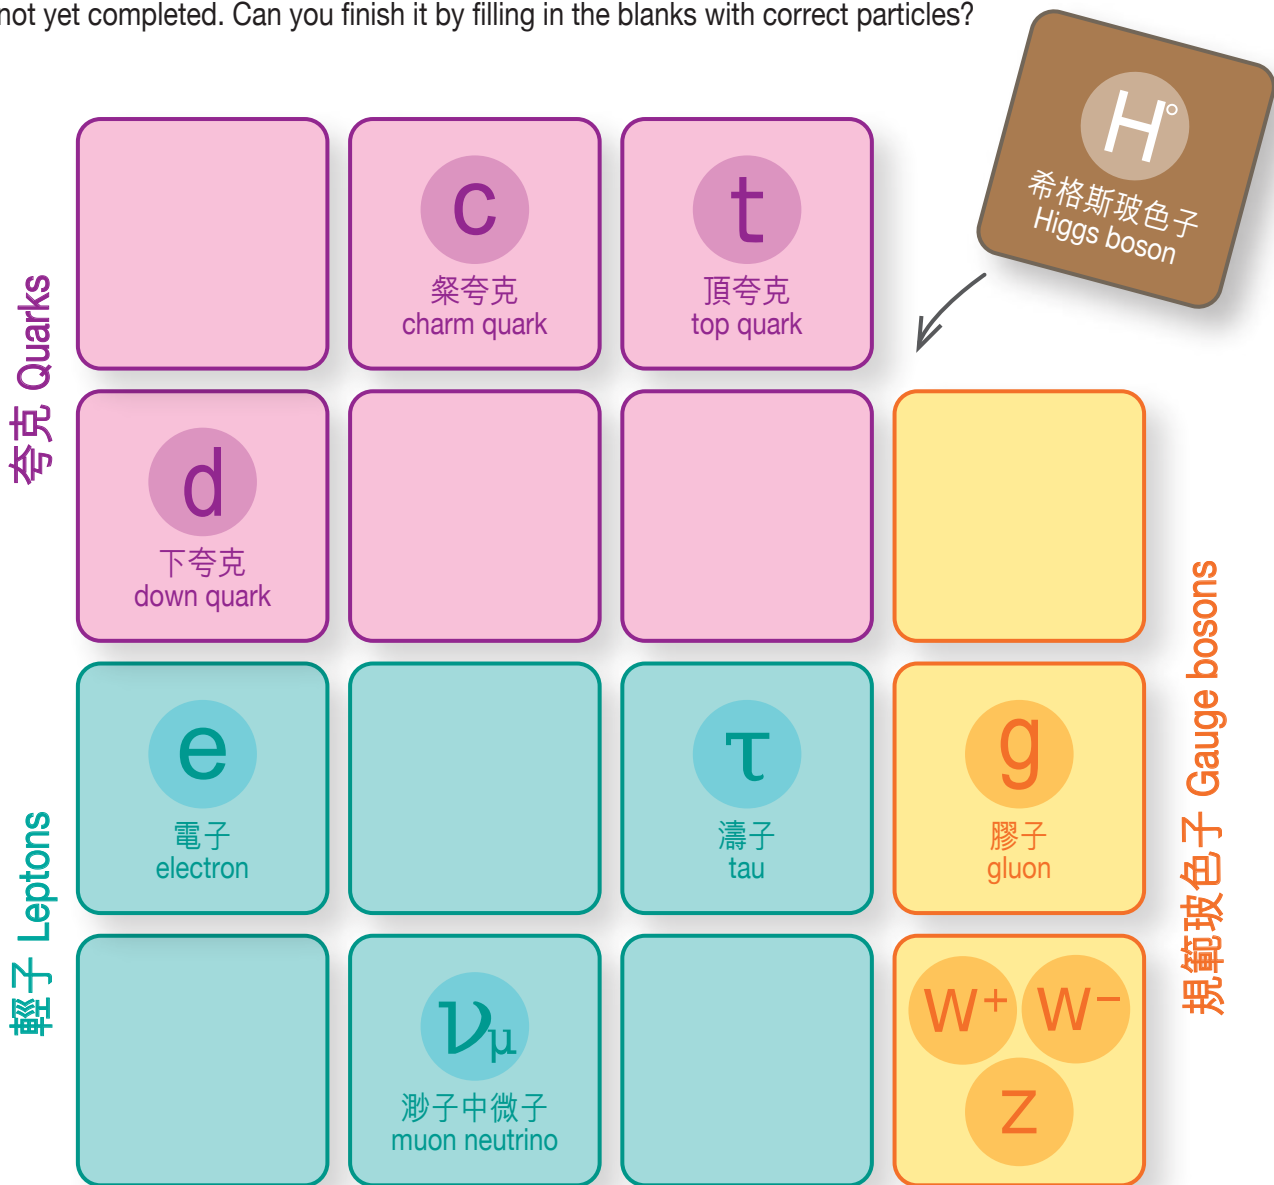 not yet completed. Can you finish it by filling in the blanks with correct particles?
H°
希格斯玻色子
Higgs boson
夸克 Quarks
c
粲夸克
charm quark
t
頂夸克
top quark
d
下夸克
down quark
輕子 Leptons
e
電子
electron
τ
濤子
tau
νμ
渺子中微子
muon neutrino
規範玻色子 Gauge bosons
g
膠子
gluon
W+ W−
Z